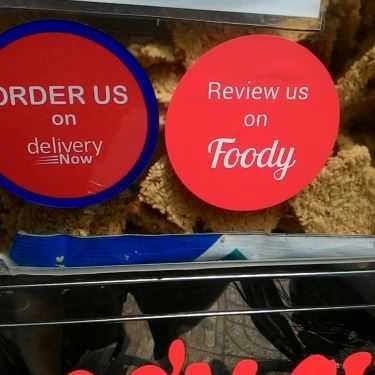 ORDER US
on
delivery
Now
Review us
on
Foody